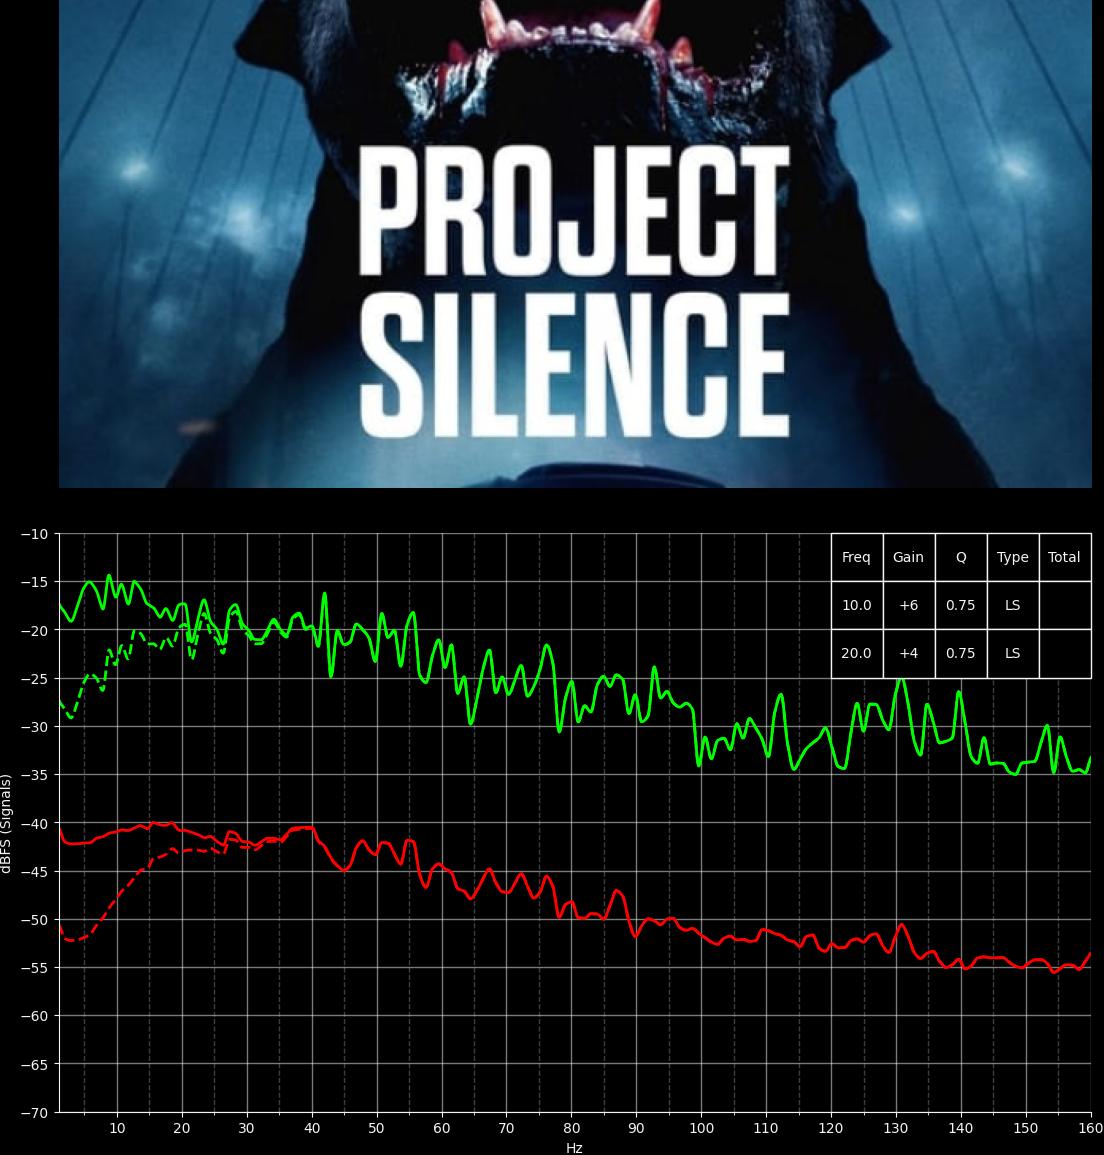 PROJECT
SILENCE
Freq Gain Q Type Total
10.0 +6 0.75 LS
20.0 +4 0.75 LS
−10
−15
−20
−25
−30
−35
−40
−45
−50
−55
−60
−65
−70
dBFS (Signals)
10 20 30 40 50 60 70 80 90 100 110 120 130 140 150 160
Hz